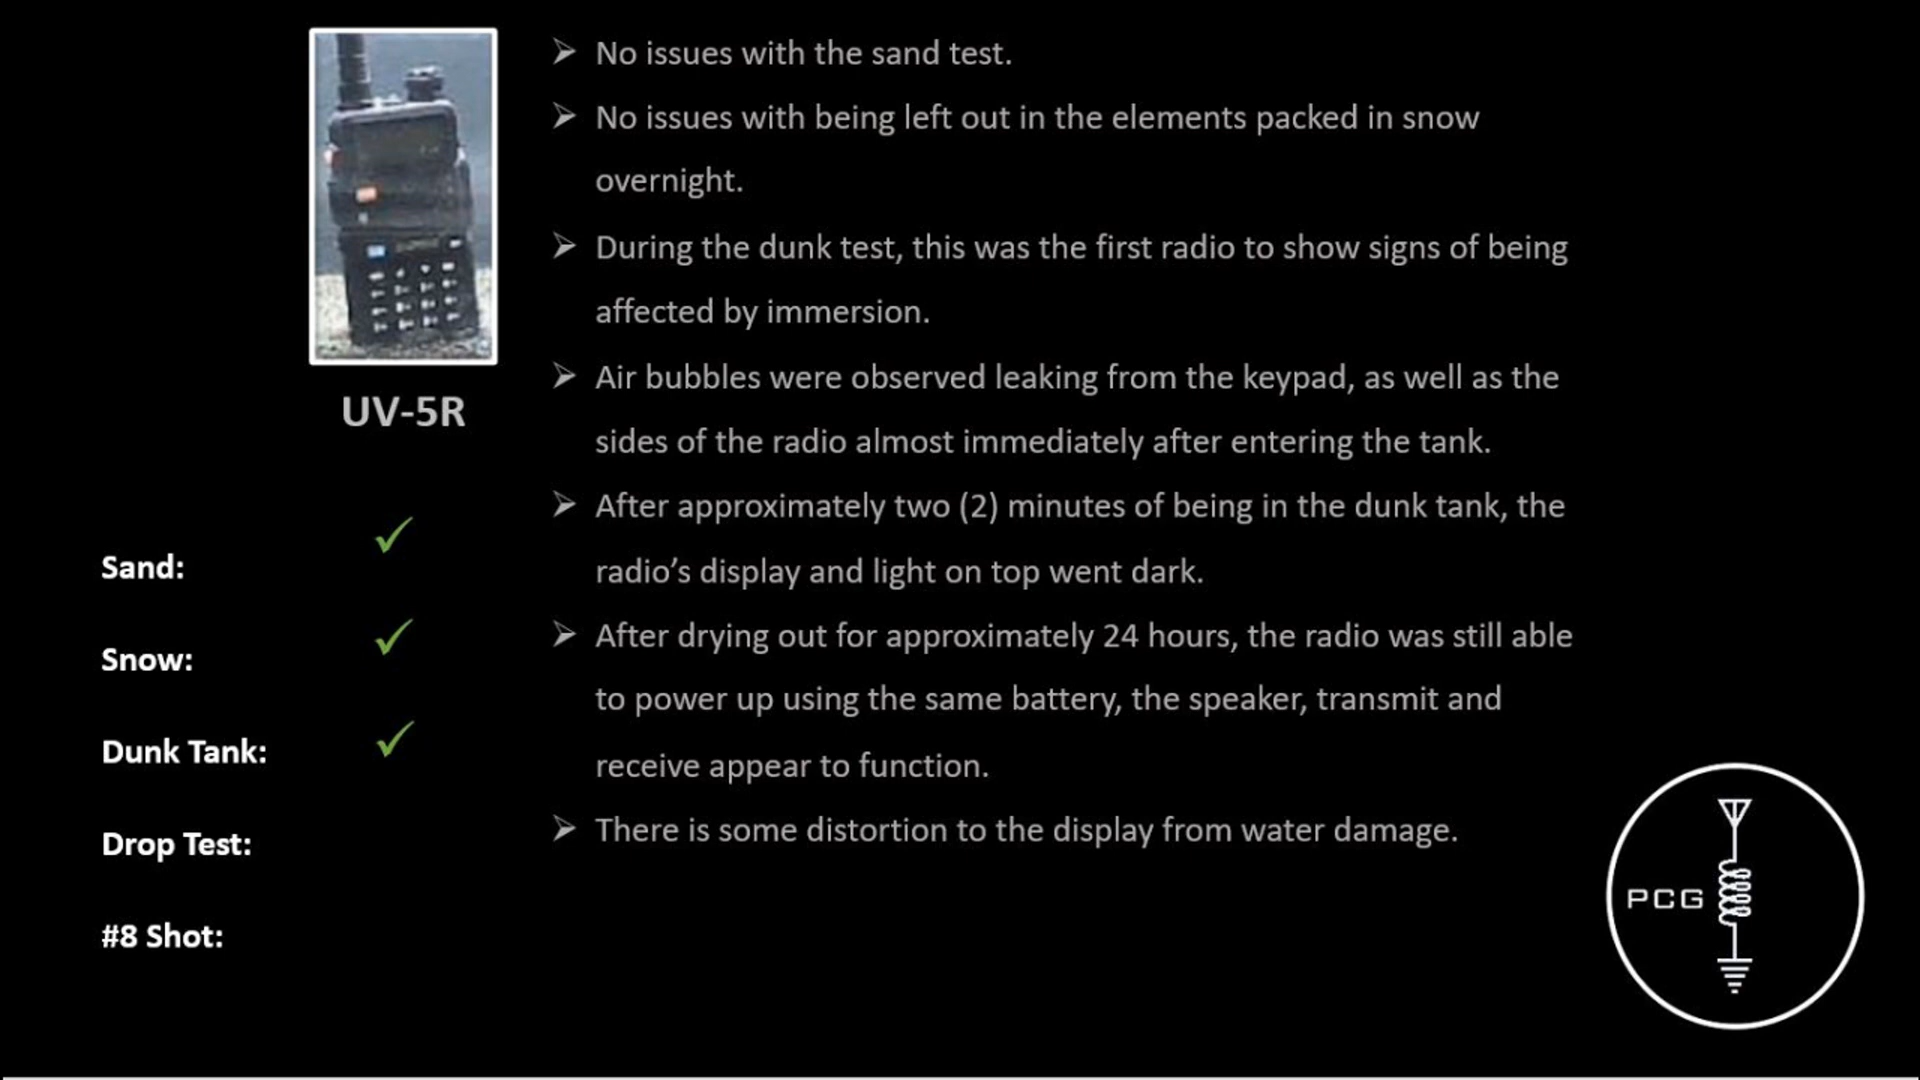 No issues with the sand test.
No issues with being left out in the elements packed in snow
overnight.
During the dunk test, this was the first radio to show signs of being
affected by immersion.
Air bubbles were observed leaking from the keypad, as well as the
sides of the radio almost immediately after entering the tank.
After approximately two (2) minutes of being in the dunk tank, the
radio’s display and light on top went dark.
After drying out for approximately 24 hours, the radio was still able
to power up using the same battery, the speaker, transmit and
receive appear to function.
There is some distortion to the display from water damage.
UV-5R
Sand:
Snow:
Dunk Tank:
Drop Test:
#8 Shot:
PCG